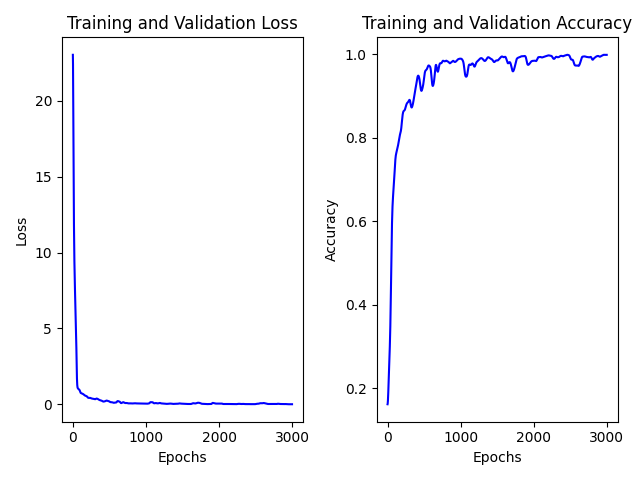 Training and Validation Loss
20
15
10
5
0
Loss
0 1000 2000 3000
Epochs
Training and Validation Accuracy
1.0
0.8
0.6
0.4
0.2
Accuracy
0 1000 2000 3000
Epochs